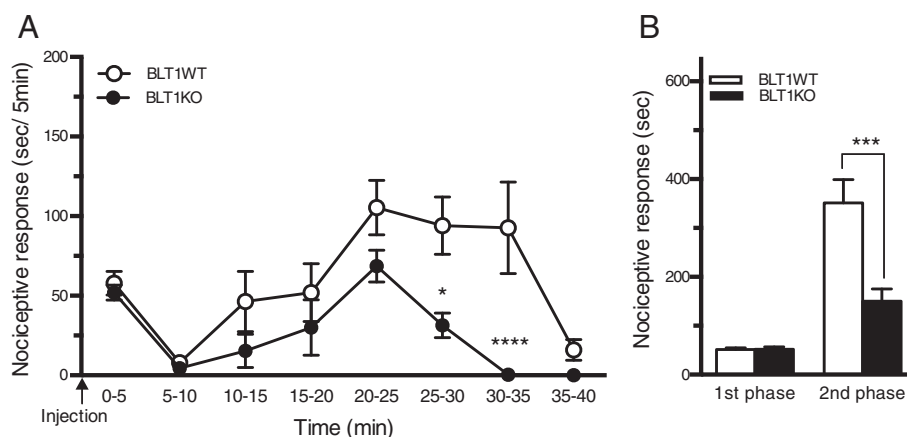 A
Nociceptive response (sec/ 5min)
200
150
100
50
0
BLT1WT
BLT1KO
*
****
Injection
0-5
5-10
10-15
15-20
20-25
25-30
30-35
35-40
Time (min)
B
Nociceptive response (sec)
600
400
200
0
BLT1WT
BLT1KO
***
1st phase
2nd phase